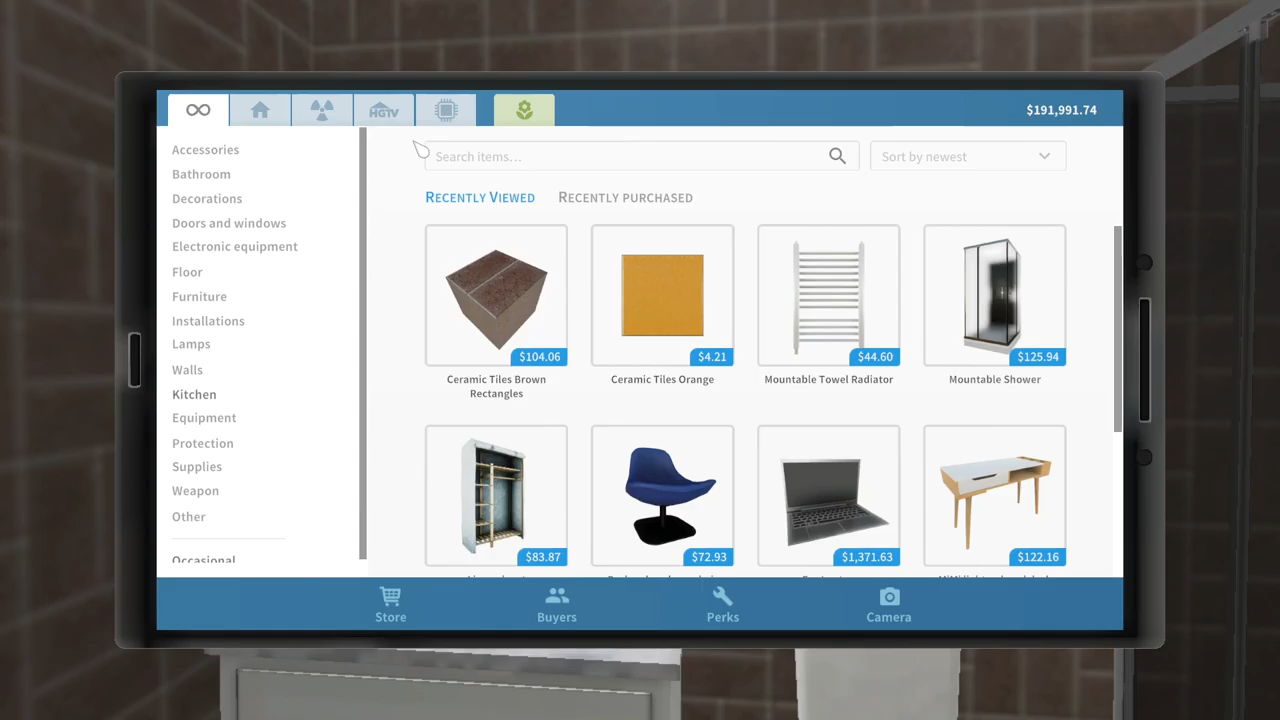 HGTV
$191,991.74
Accessories
Bathroom
Decorations
Doors and windows
Electronic equipment
Floor
Furniture
Installations
Lamps
Walls
Kitchen
Equipment
Protection
Supplies
Weapon
Other
Occasional
Search items...
Sort by newest
RECENTLY VIEWED
RECENTLY PURCHASED
$104.06
$4.21
$44.60
$125.94
Ceramic Tiles Brown
Rectangles
Ceramic Tiles Orange
Mountable Towel Radiator
Mountable Shower
$83.87
$72.93
$1,371.63
$122.16
Store
Buyers
Perks
Camera